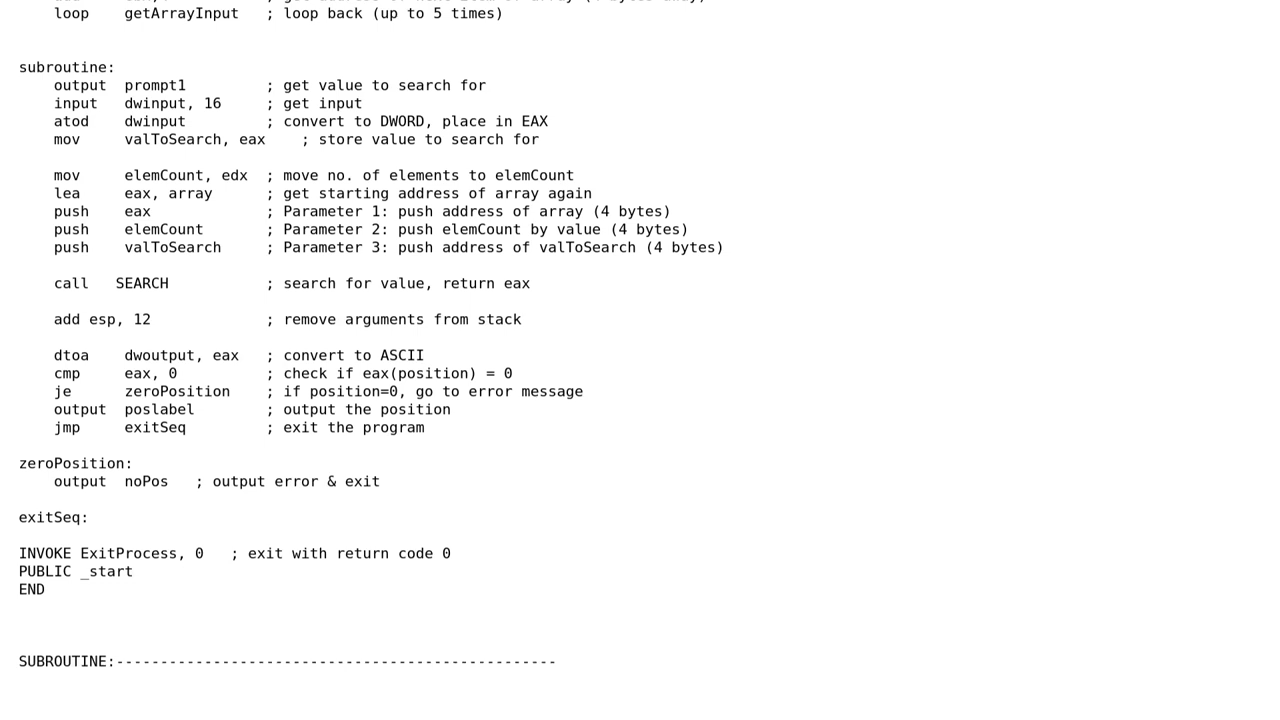 loop    getArrayInput   ; loop back (up to 5 times)
subroutine:
    output  prompt1         ; get value to search for
    input   dwinput, 16     ; get input
    atod    dwinput         ; convert to DWORD, place in EAX
    mov     valToSearch, eax    ; store value to search for
    mov     elemCount, edx  ; move no. of elements to elemCount
    lea     eax, array      ; get starting address of array again
    push    eax             ; Parameter 1: push address of array (4 bytes)
    push    elemCount       ; Parameter 2: push elemCount by value (4 bytes)
    push    valToSearch     ; Parameter 3: push address of valToSearch (4 bytes)
    call   SEARCH           ; search for value, return eax
    add esp, 12             ; remove arguments from stack
    dtoa    dwoutput, eax   ; convert to ASCII
    cmp     eax, 0          ; check if eax(position) = 0
    je      zeroPosition    ; if position=0, go to error message
    output  poslabel        ; output the position
    jmp     exitSeq         ; exit the program
zeroPosition:
    output  noPos   ; output error & exit
exitSeq:
INVOKE ExitProcess, 0   ; exit with return code 0
PUBLIC _start
END
SUBROUTINE:--------------------------------------------------